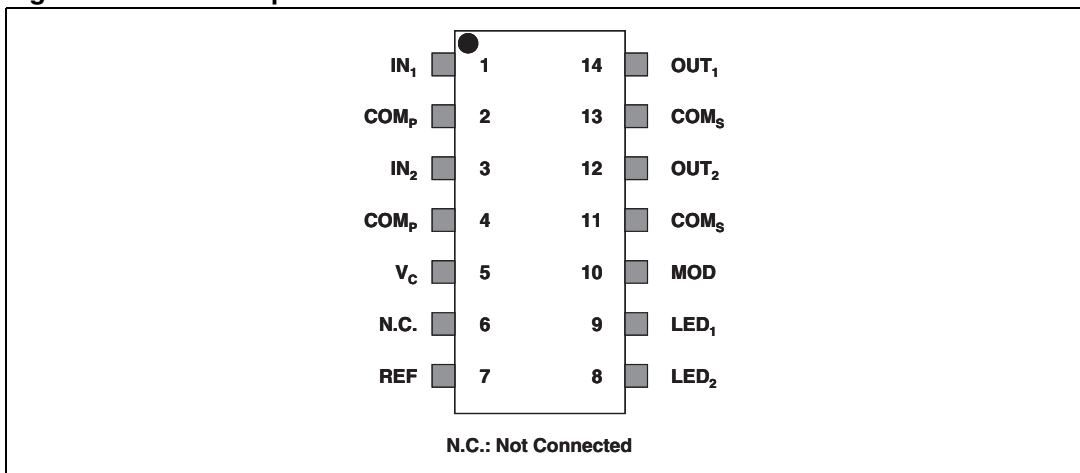 IN1 1 14 OUT1
COMP 2 13 COMS
IN2 3 12 OUT2
COMP 4 11 COMS
VC 5 10 MOD
N.C. 6 9 LED1
REF 7 8 LED2
N.C.: Not Connected